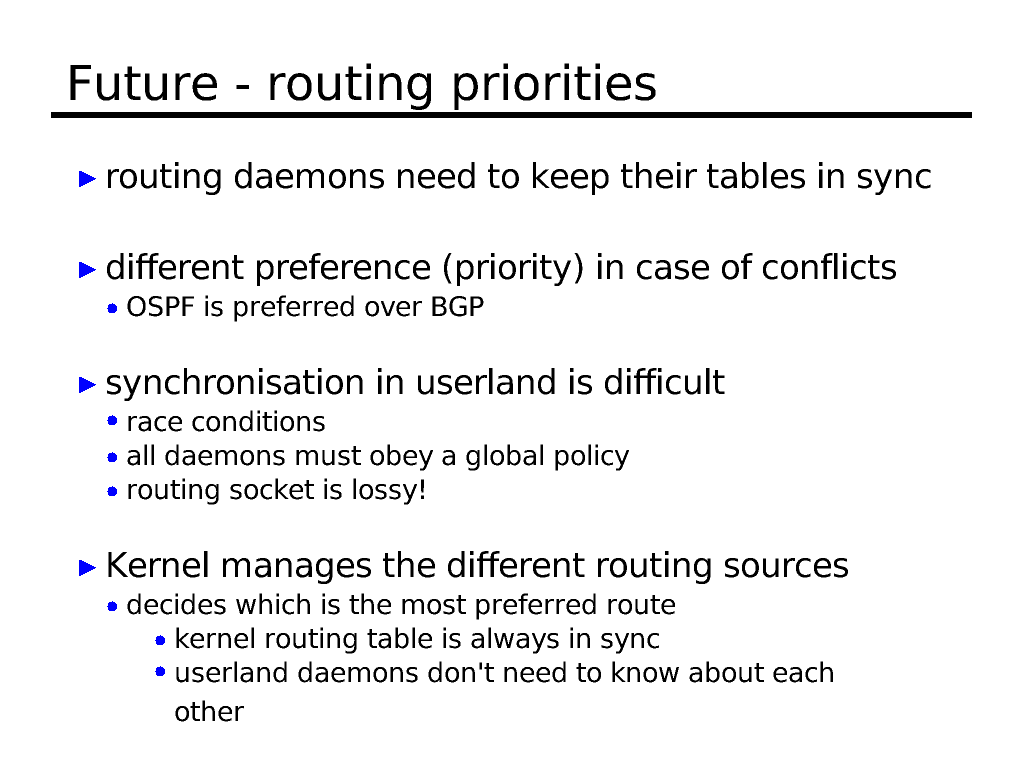 Future - routing priorities
► routing daemons need to keep their tables in sync
► different preference (priority) in case of conflicts
• OSPF is preferred over BGP
► synchronisation in userland is difficult
• race conditions
• all daemons must obey a global policy
• routing socket is lossy!
► Kernel manages the different routing sources
• decides which is the most preferred route
• kernel routing table is always in sync
• userland daemons don't need to know about each
other